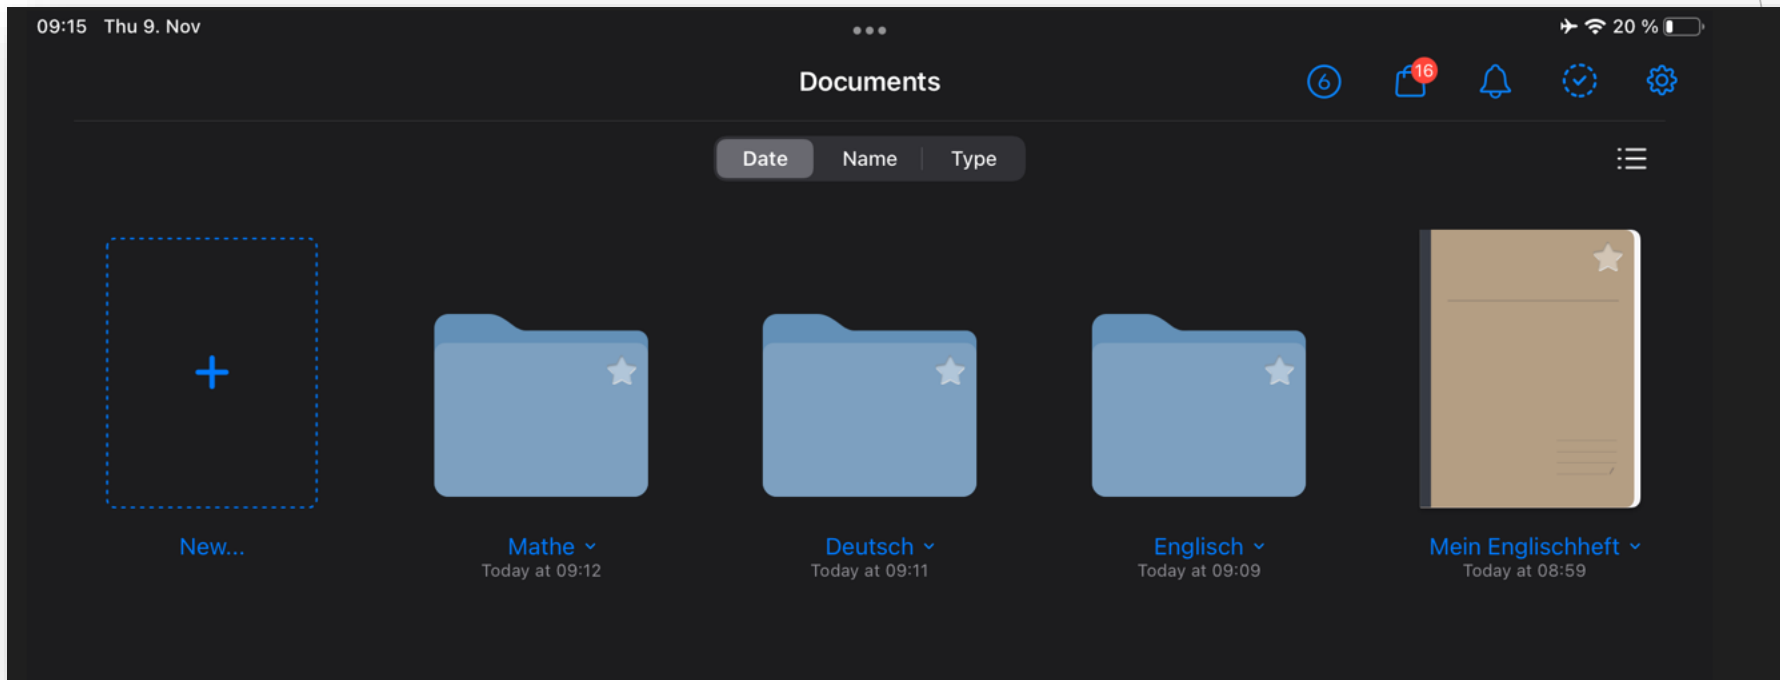 09:15 Thu 9. Nov
20 %
Documents
6
16
Date Name Type
New...
Mathe
Today at 09:12
Deutsch
Today at 09:11
Englisch
Today at 09:09
Mein Englischheft
Today at 08:59